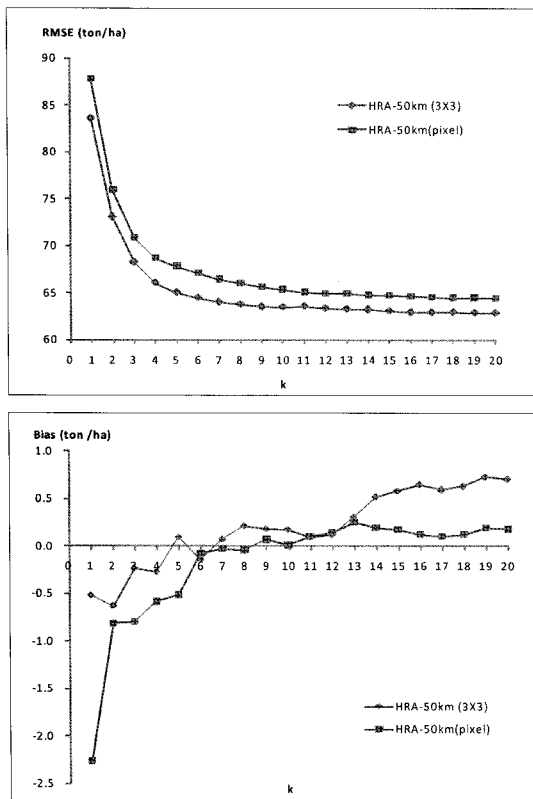 RMSE (ton/ha)
90
85
80
75
70
65
60
HRA-50km (3X3)
HRA-50km(pixel)
0 1 2 3 4 5 6 7 8 9 10 11 12 13 14 15 16 17 18 19 20
k
Bias (ton /ha)
1.0
0.5
0.0
-0.5
-1.0
-1.5
-2.0
-2.5
0 1 2 3 4 5 6 7 8 9 10 11 12 13 14 15 16 17 18 19 20
HRA-50km (3X3)
HRA-50km(pixel)
k